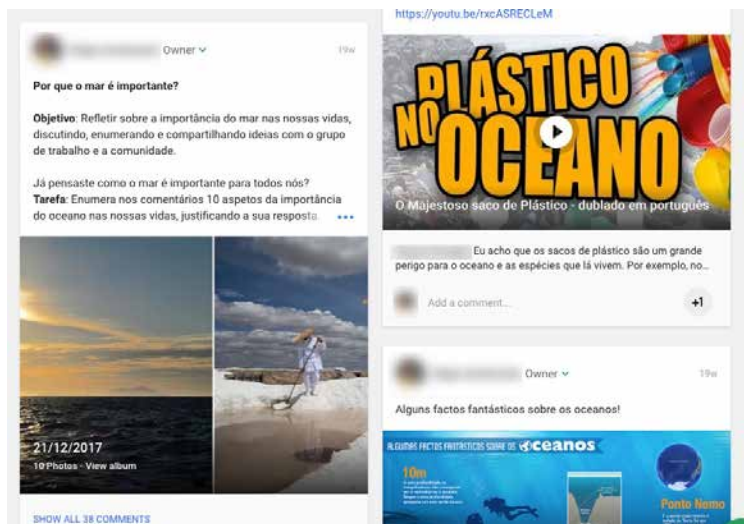 Owner
19w
Por que o mar é importante?
Objetivo: Refletir sobre a importância do mar nas nossas vidas,
discutindo, enumerando e compartilhando ideias com o grupo
de trabalho e a comunidade.
Já pensaste como o mar é importante para todos nós?
Tarefa: Enumera nos comentários 10 aspetos da importância
do oceano nas nossas vidas, justificando a sua resposta.
21/12/2017
10 Photos - View album
SHOW ALL 38 COMMENTS
https://youtu.be/rxcASRECLeM
PLÁSTICO
NO OCEANO
O Majestoso saco de Plástico - dublado em português
Eu acho que os sacos de plástico são um grande
perigo para o oceano e as espécies que lá vivem. Por exemplo, no...
Add a comment...
+1
Owner
19w
Alguns factos fantásticos sobre os oceanos!
ALGUMAS FACTOS FANTÁSTICOS SOBRE OS oceanos
10m
Ponto Nemo